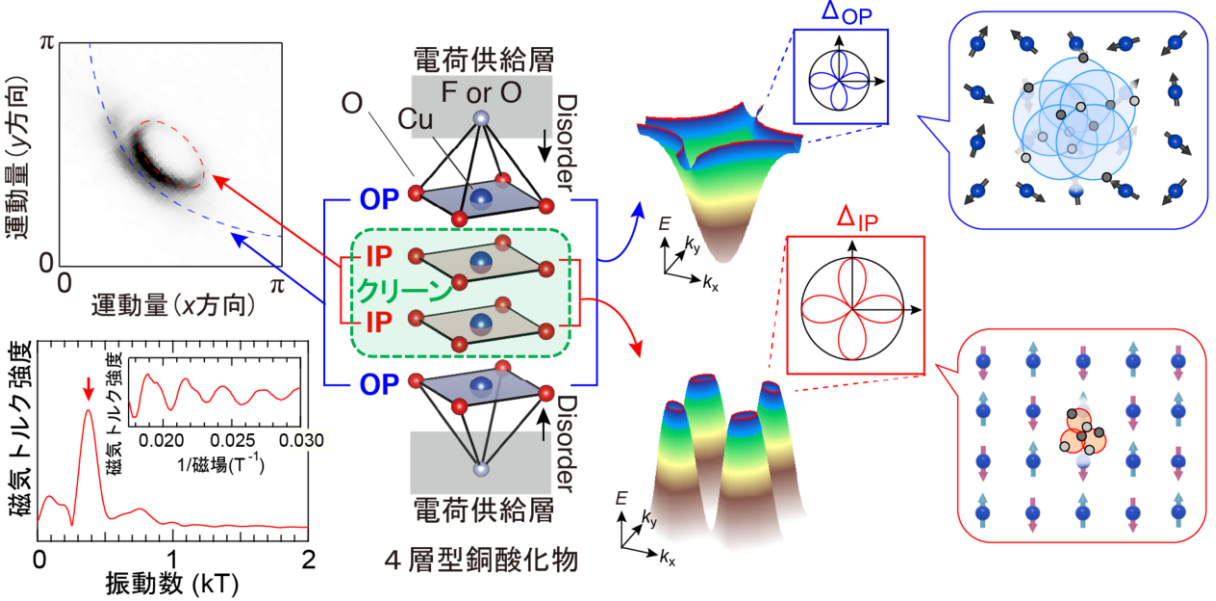 π
運動量(y方向)
0
0
π
運動量(x方向)
磁気トルク強度
磁気トルク強度
0.020
0.025
0.030
1/磁場(T⁻¹)
0
1
2
振動数 (kT)
電荷供給層
F or O
O
Cu
Disorder
OP
IP
クリーン
IP
OP
Disorder
電荷供給層
4層型銅酸化物
Δ_OP
E
k_y
k_x
Δ_IP
E
k_y
k_x